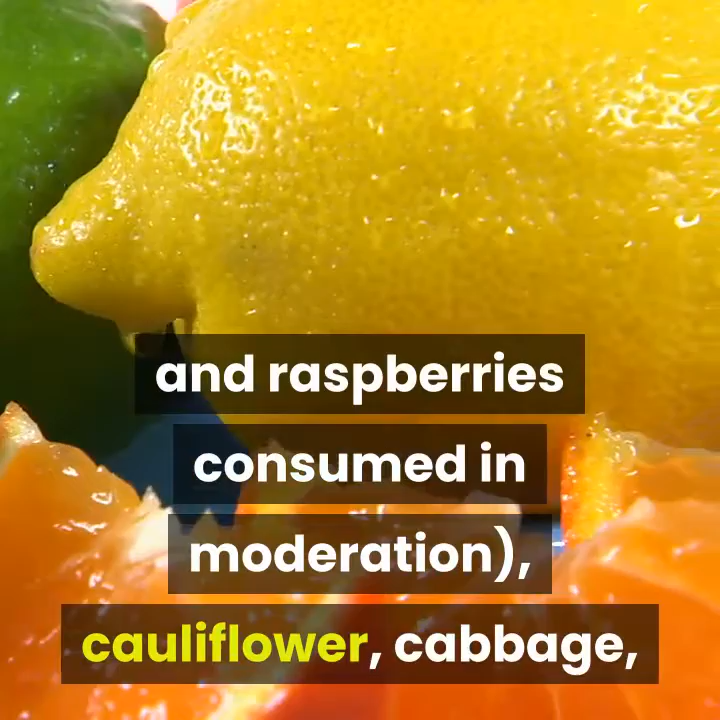 and raspberries
consumed in
moderation),
cauliflower, cabbage,